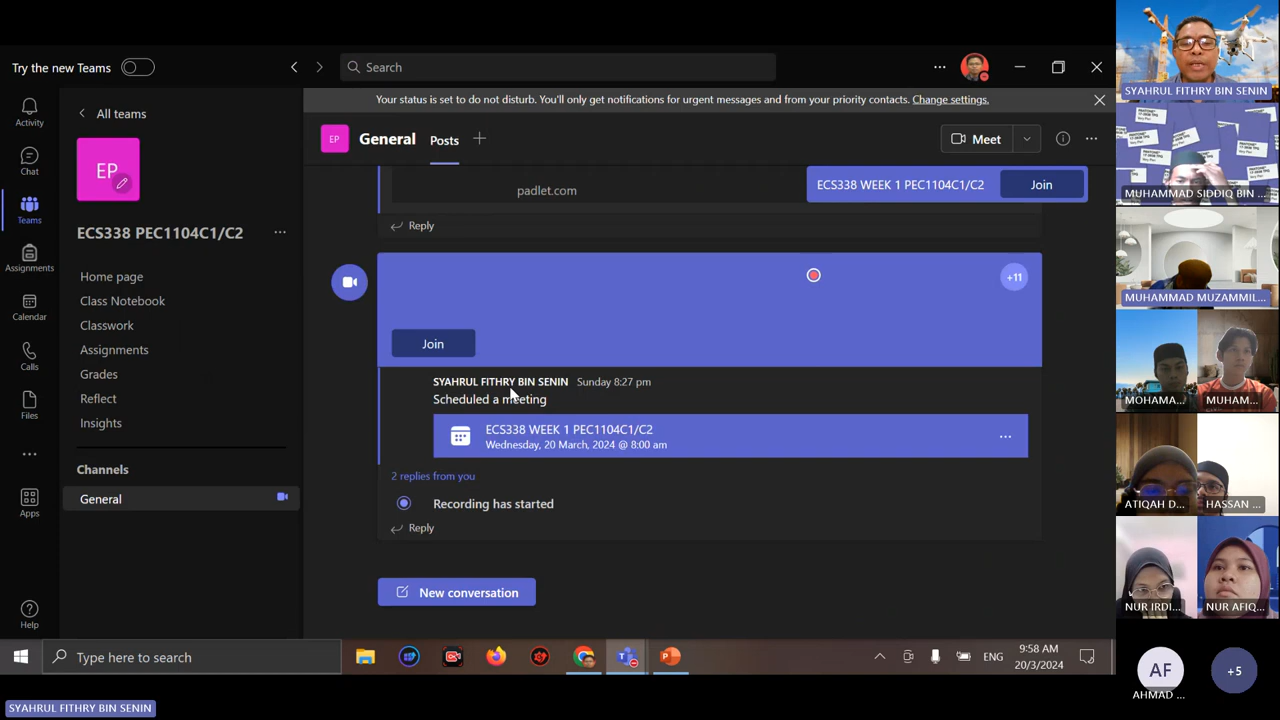 Try the new Teams
Search
Your status is set to do not disturb. You'll only get notifications for urgent messages and from your priority contacts. Change settings.
Activity
Chat
Teams
Assignments
Calendar
Calls
Files
Apps
Help
All teams
EP
ECS338 PEC1104C1/C2
Home page
Class Notebook
Classwork
Assignments
Grades
Reflect
Insights
Channels
General
EP
General
Posts
Meet
padlet.com
ECS338 WEEK 1 PEC1104C1/C2
Join
Reply
+11
Join
SYAHRUL FITHRY BIN SENIN Sunday 8:27 pm
Scheduled a meeting
ECS338 WEEK 1 PEC1104C1/C2
Wednesday, 20 March, 2024 @ 8:00 am
2 replies from you
Recording has started
Reply
New conversation
Type here to search
ENG
9:58 AM
20/3/2024
SYAHRUL FITHRY BIN SENIN
SYAHRUL FITHRY BIN SENIN
MUHAMMAD SIDDIQ BIN ...
MUHAMMAD MUZAMMIL...
MOHAMA...
MUHAM...
ATIQAH D...
HASSAN ...
NUR IRDI...
NUR AFIQ...
AF
AHMAD ...
+5